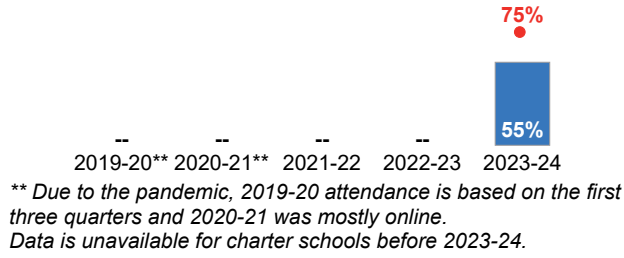 75%
55%
-- -- -- --
2019-20** 2020-21** 2021-22 2022-23 2023-24
** Due to the pandemic, 2019-20 attendance is based on the first
three quarters and 2020-21 was mostly online.
Data is unavailable for charter schools before 2023-24.